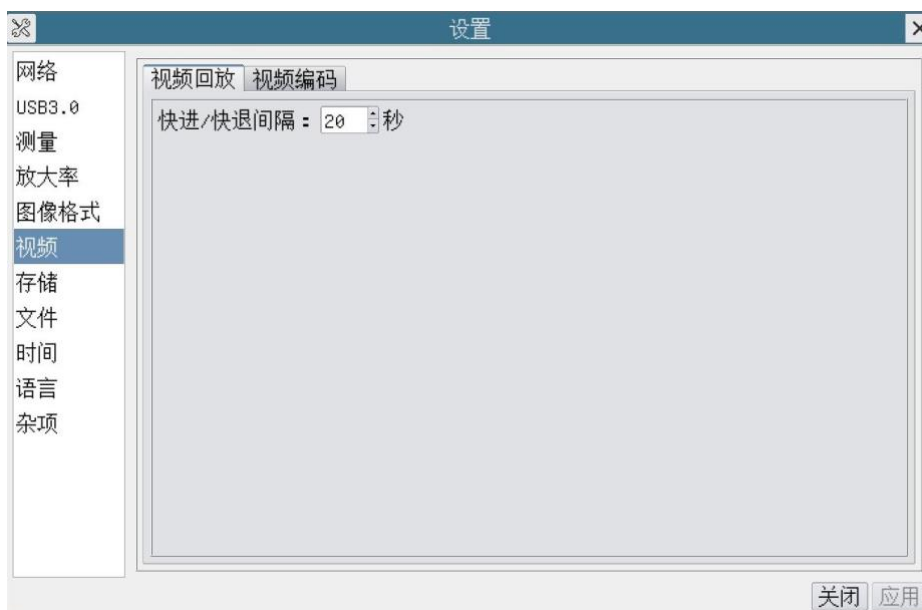 设置
网络
USB3.0
测量
放大率
图像格式
视频
存储
文件
时间
语言
杂项
视频回放 视频编码
快进/快退间隔: 20 秒
关闭 应用